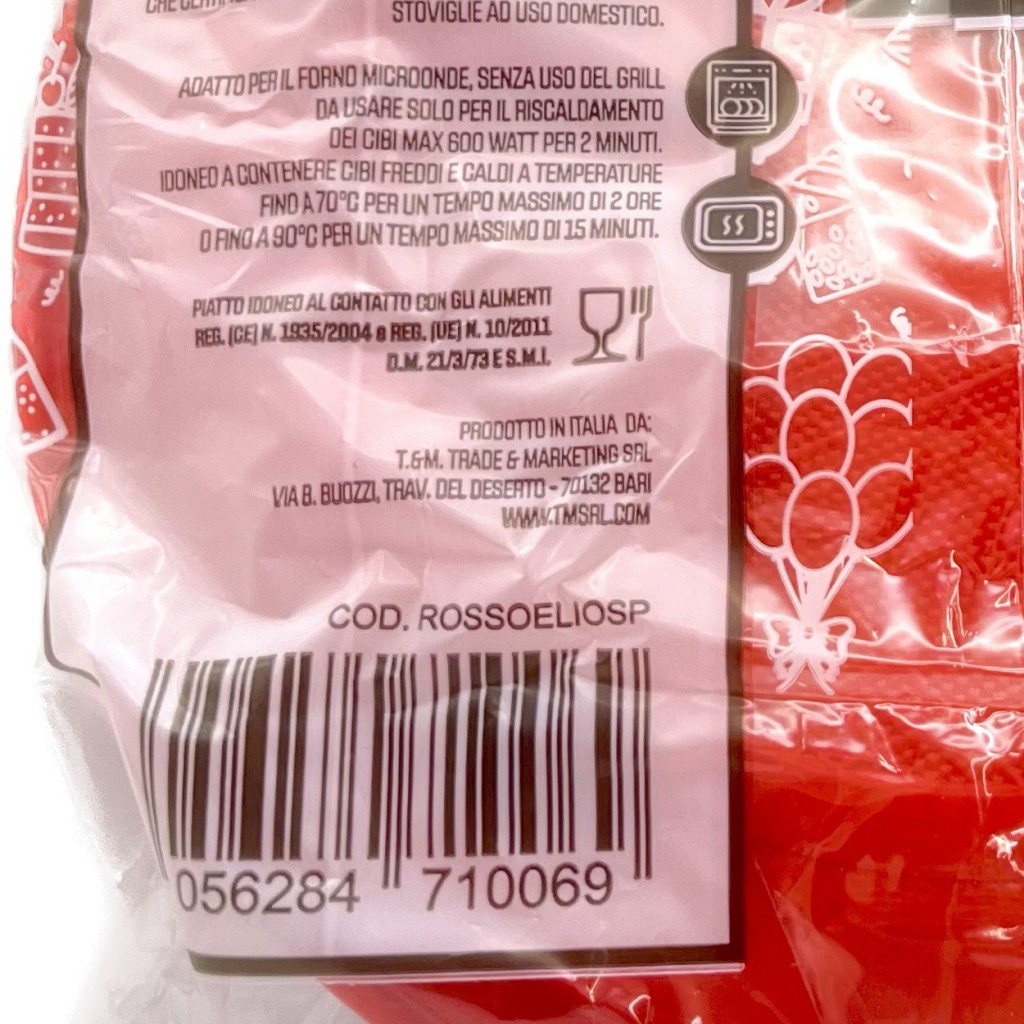 CHE
STOVIGLIE AD USO DOMESTICO.
ADATTO PER IL FORNO MICROONDE, SENZA USO DEL GRILL
DA USARE SOLO PER IL RISCALDAMENTO
DEI CIBI MAX 600 WATT PER 2 MINUTI.
IDONEO A CONTENERE CIBI FREDDI E CALDI A TEMPERATURE
FINO A 70°C PER UN TEMPO MASSIMO DI 2 ORE
O FINO A 90°C PER UN TEMPO MASSIMO DI 15 MINUTI.
PIATTO IDONEO AL CONTATTO CON GLI ALIMENTI
REG. (CE) N. 1935/2004 e REG. (UE) N. 10/2011
D.M. 21/3/73 E S.M.I.
PRODOTTO IN ITALIA DA:
T.&M. TRADE & MARKETING SRL
VIA B. BUOZZI, TRAV. DEL DESERTO - 70132 BARI
WWW.TMSRL.COM
COD. ROSSOELIOSP
056284 710069